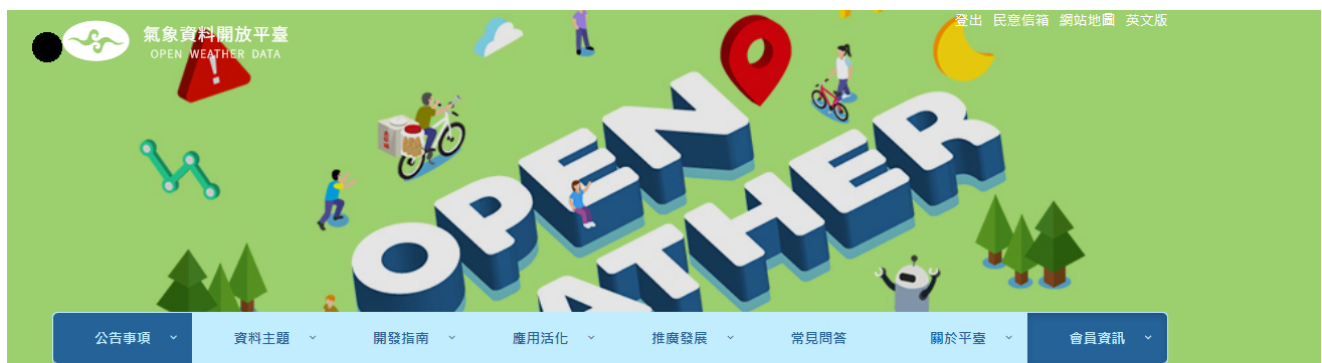 氣象資料開放平臺
OPEN WEATHER DATA
登出 民意信箱 網站地圖 英文版
OPEN
ATHER
公告事項 資料主題 開發指南 應用活化 推廣發展 常見問答 關於平臺 會員資訊